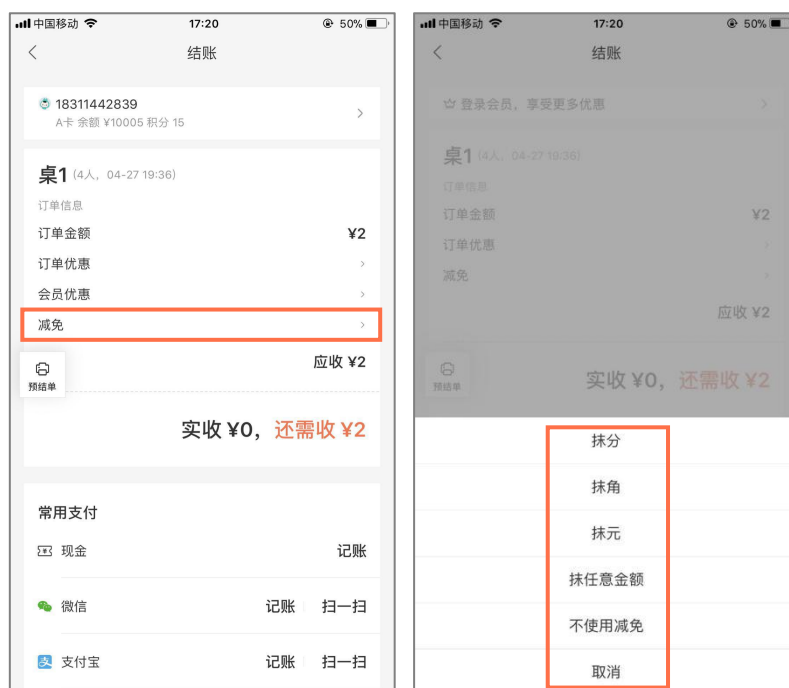 中国移动 17:20 50%
结账
18311442839
A卡 余额 ¥10005 积分 15
桌1 (4人, 04-27 19:36)
订单信息
订单金额 ¥2
订单优惠
会员优惠
减免
应收 ¥2
预结单
实收 ¥0, 还需收 ¥2
常用支付
现金 记账
微信 记账 扫一扫
支付宝 记账 扫一扫
中国移动 17:20 50%
结账
登录会员, 享受更多优惠
桌1 (4人, 04-27 19:36)
订单信息
订单金额 ¥2
订单优惠
减免
应收 ¥2
预结单
实收 ¥0, 还需收 ¥2
抹分
抹角
抹元
抹任意金额
不使用减免
取消